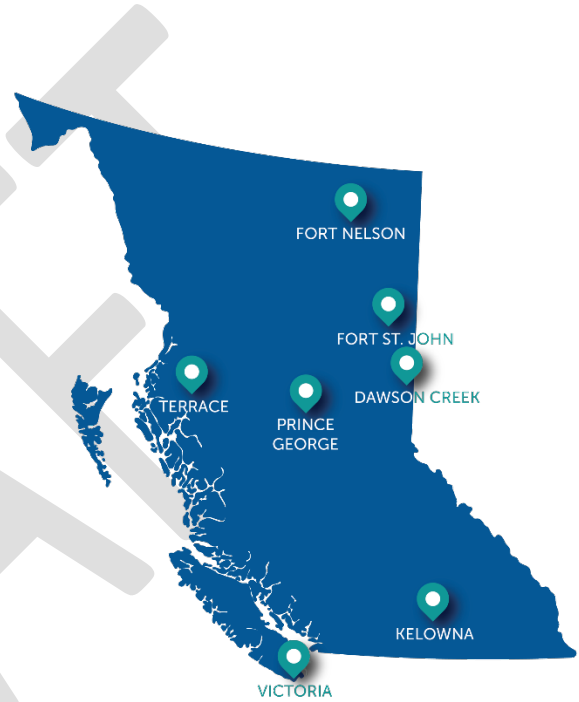 FORT NELSON
FORT ST. JOHN
DAWSON CREEK
TERRACE
PRINCE
GEORGE
KELOWNA
VICTORIA